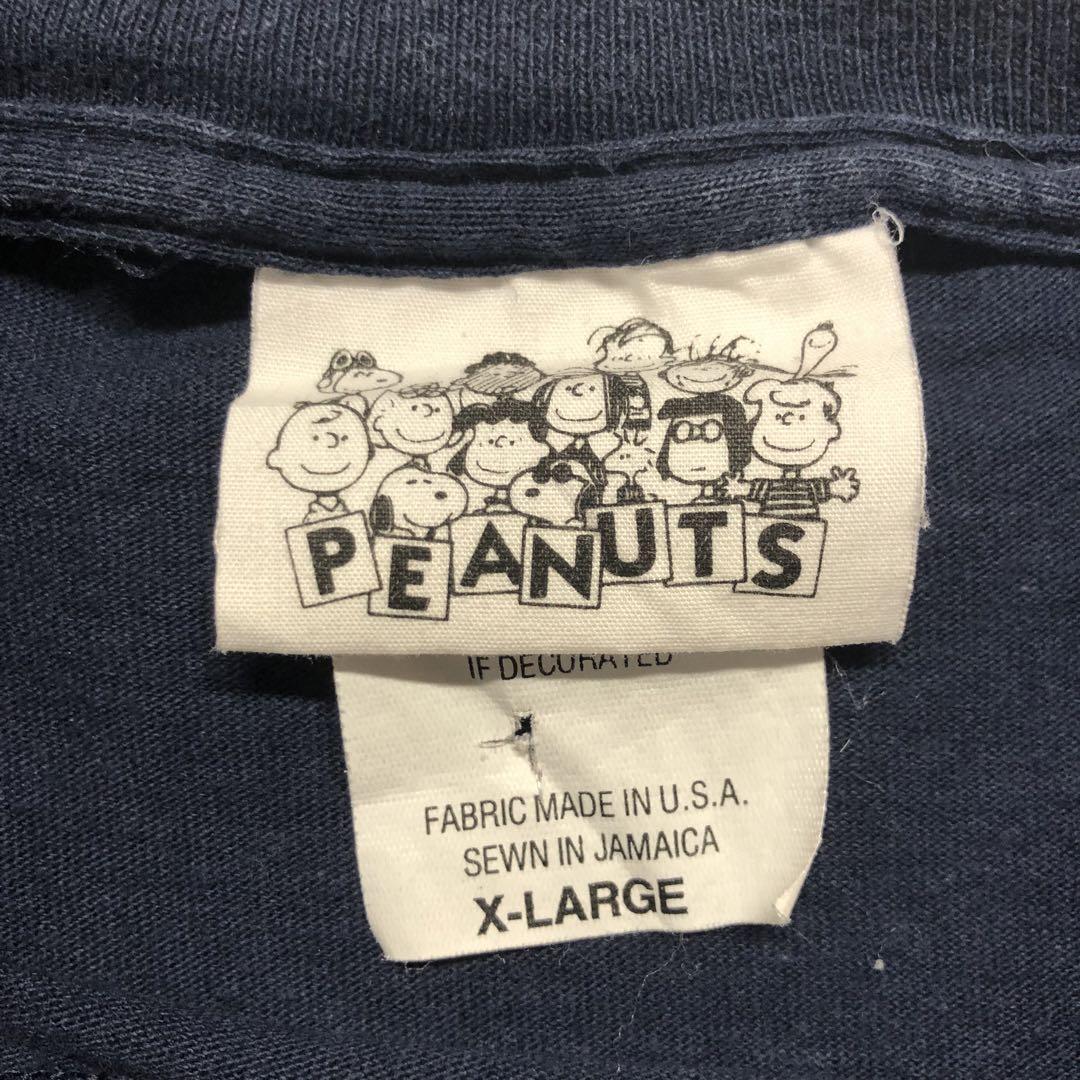 PEANUTS
IF DECORATED
FABRIC MADE IN U.S.A.
SEWN IN JAMAICA
X-LARGE